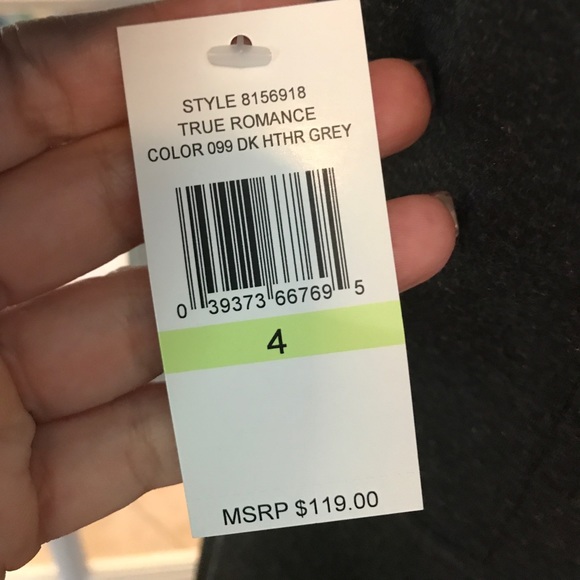 STYLE 8156918
TRUE ROMANCE
COLOR 099 DK HTHR GREY
0 39373 66769 5
4
MSRP $119.00